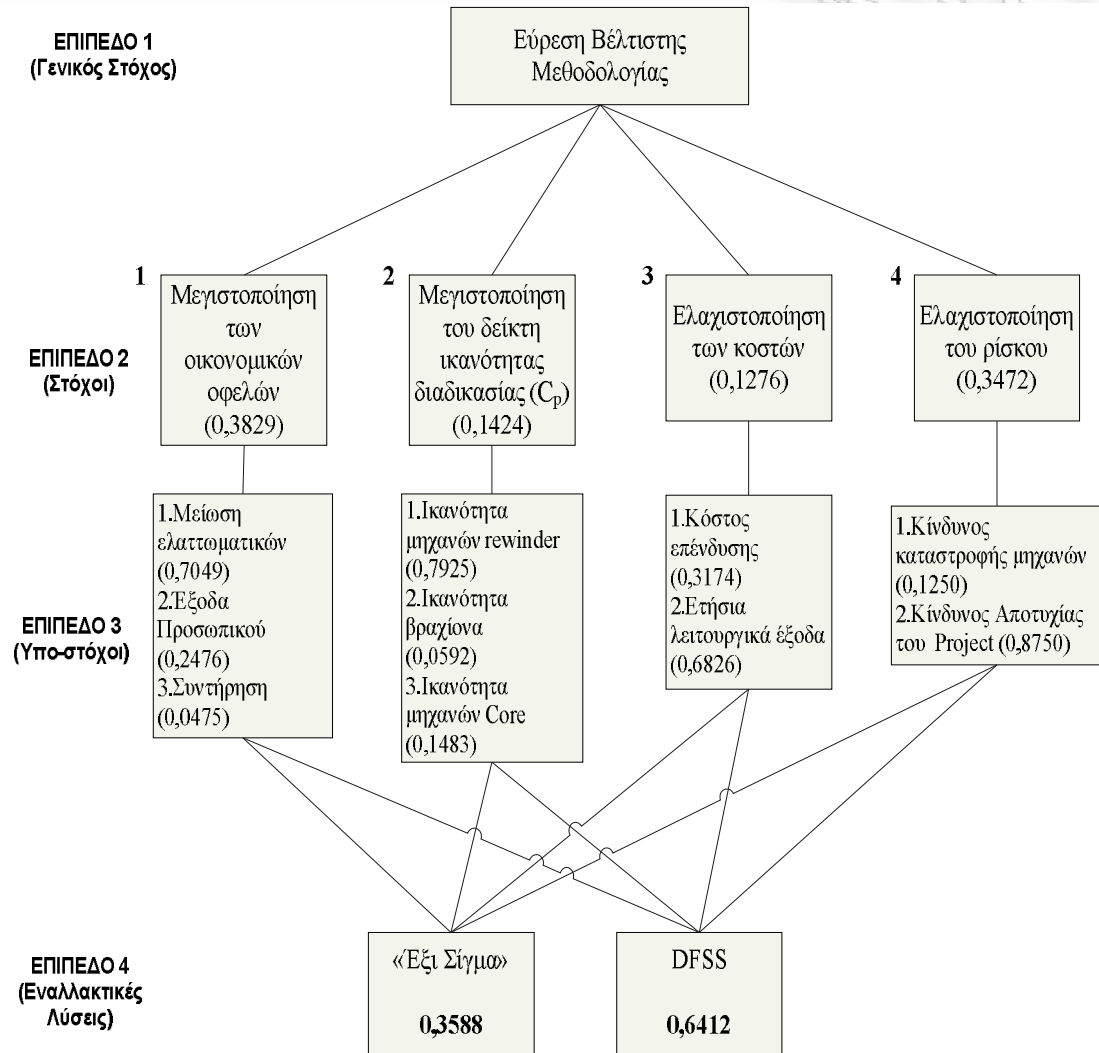 ΕΠΙΠΕΔΟ 1
(Γενικός Στόχος)
Εύρεση Βέλτιστης
Μεθοδολογίας
ΕΠΙΠΕΔΟ 2
(Στόχοι)
1
Μεγιστοποίηση
των
οικονομικών
οφελών
(0,3829)
2
Μεγιστοποίηση
του δείκτη
ικανότητας
διαδικασίας (Cp)
(0,1424)
3
Ελαχιστοποίηση
των κοστών
(0,1276)
4
Ελαχιστοποίηση
του ρίσκου
(0,3472)
ΕΠΙΠΕΔΟ 3
(Υπο-στόχοι)
1.Μείωση
ελαττωματικών
(0,7049)
2.Έξοδα
Προσωπικού
(0,2476)
3.Συντήρηση
(0,0475)
1.Ικανότητα
μηχανών rewinder
(0,7925)
2.Ικανότητα
βραχίονα
(0,0592)
3.Ικανότητα
μηχανών Core
(0,1483)
1.Κόστος
επένδυσης
(0,3174)
2.Ετήσια
λειτουργικά έξοδα
(0,6826)
1.Κίνδυνος
καταστροφής μηχανών
(0,1250)
2.Κίνδυνος Αποτυχίας
του Project (0,8750)
ΕΠΙΠΕΔΟ 4
(Εναλλακτικές
Λύσεις)
«Έξι Σίγμα»
0,3588
DFSS
0,6412